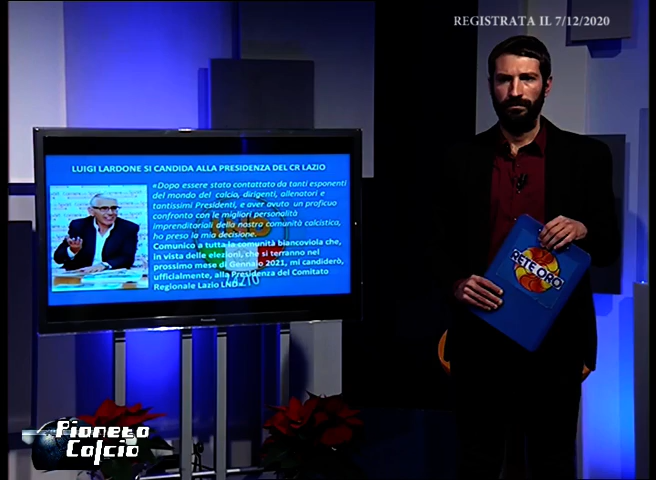 REGISTRATA IL 7/12/2020
LUIGI LARDONE SI CANDIDA ALLA PRESIDENZA DEL CR LAZIO
«Dopo essere stato contattato da tanti esponenti
del mondo del calcio, dirigenti, allenatori e
tantissimi Presidenti, e aver avuto un proficuo
confronto con le migliori personalità
imprenditoriali della nostra comunità calcistica,
ho preso la mia decisione.
Comunico a tutta la comunità biancoviola che,
in vista delle elezioni, che si terranno nel
prossimo mese di Gennaio 2021, mi candiderò,
ufficialmente, alla Presidenza del Comitato
Regionale Lazio LND.
LAZIO
RETE ORO
Pianeta
Calcio